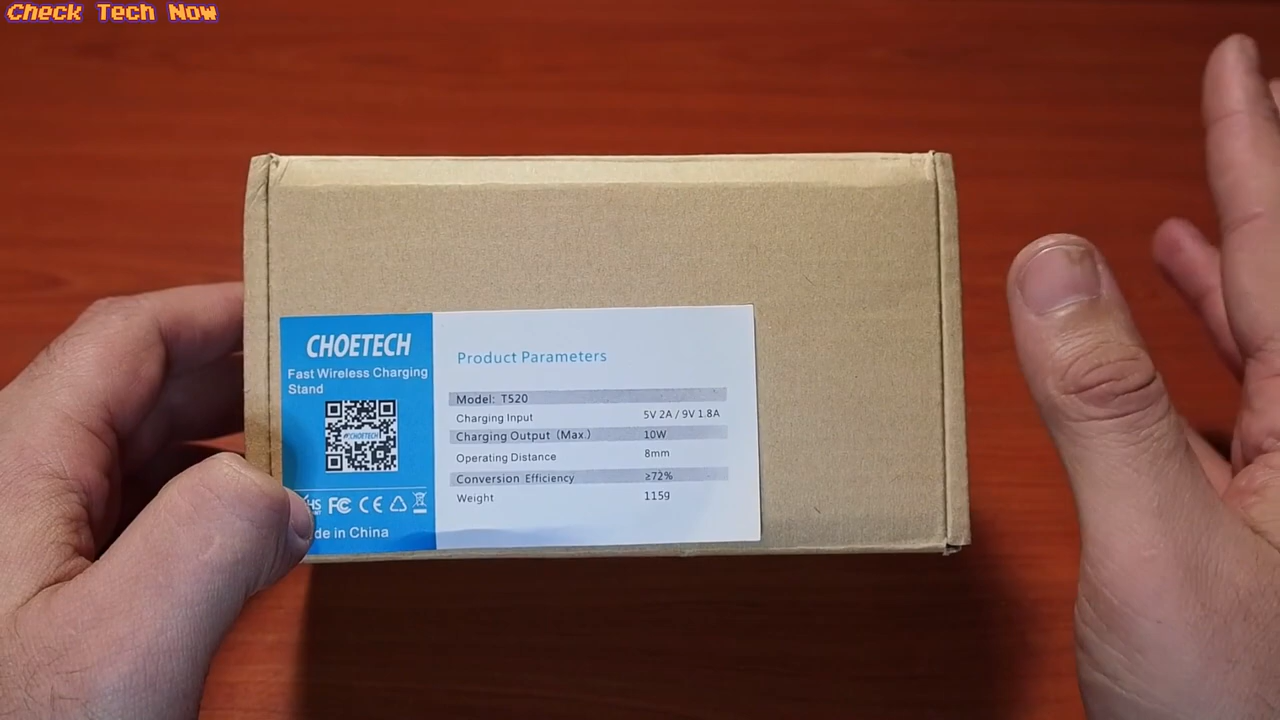 Check Tech Now
CHOETECH
Fast Wireless Charging
Stand
CHOETECH
FC CE
in China
Product Parameters
Model: T520
Charging Input 5V 2A / 9V 1.8A
Charging Output (Max.) 10W
Operating Distance 8mm
Conversion Efficiency ≥72%
Weight 115g